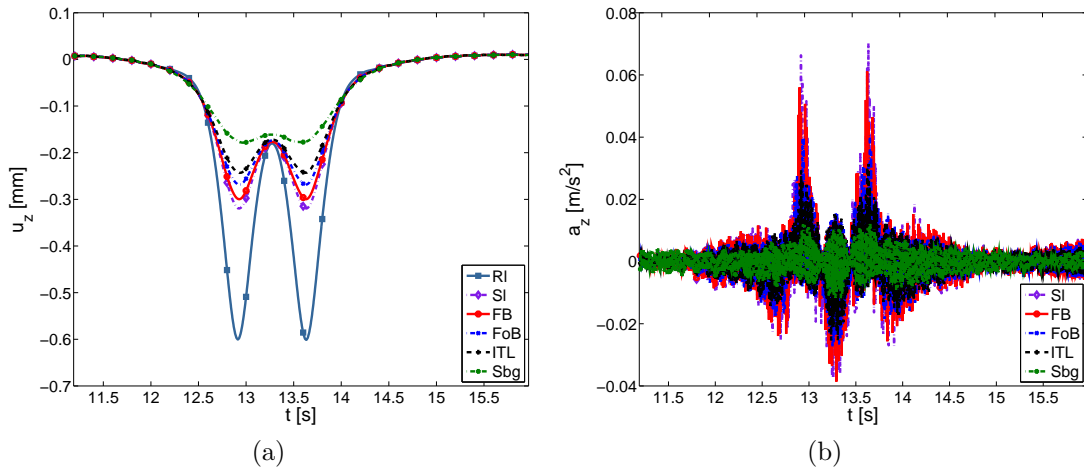 0.1
0
−0.1
−0.2
−0.3
−0.4
−0.5
−0.6
−0.7
u_z [mm]
11.5 12 12.5 13 13.5 14 14.5 15 15.5
t [s]
RI
SI
FB
FoB
ITL
Sbg
(a)
0.08
0.06
0.04
0.02
0
−0.02
−0.04
a_z [m/s²]
11.5 12 12.5 13 13.5 14 14.5 15 15.5
t [s]
SI
FB
FoB
ITL
Sbg
(b)